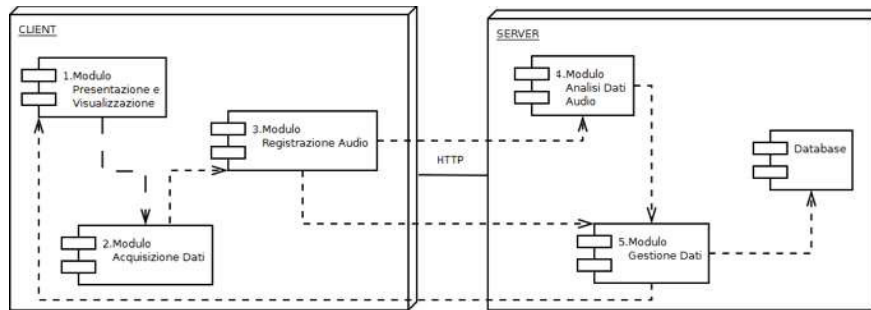 CLIENT
1.Modulo
Presentazione e
Visualizzazione
3.Modulo
Registrazione Audio
2.Modulo
Acquisizione Dati
HTTP
SERVER
4.Modulo
Analisi Dati
Audio
Database
5.Modulo
Gestione Dati